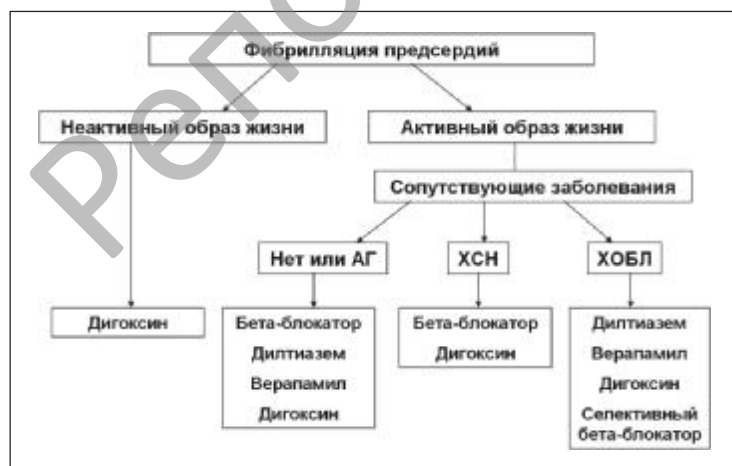 Репо
Фибрилляция предсердий
Неактивный образ жизни
Активный образ жизни
Сопутствующие заболевания
Нет или АГ
ХСН
ХОБЛ
Дигоксин
Бета-блокатор
Дилтиазем
Верапамил
Дигоксин
Бета-блокатор
Дигоксин
Дилтиазем
Верапамил
Дигоксин
Селективный
бета-блокатор